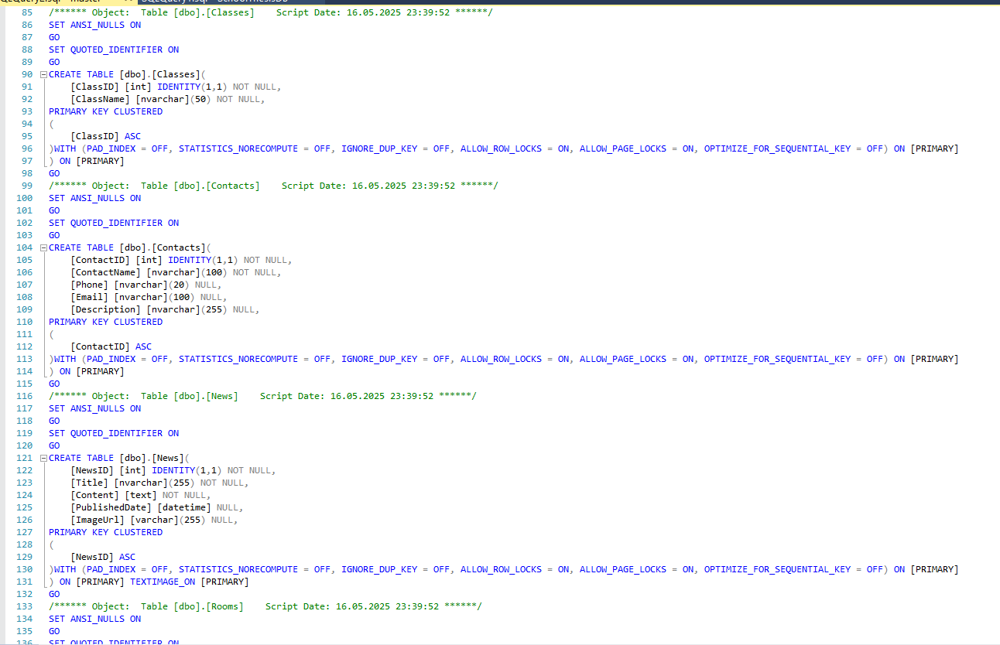 85 /****** Object:  Table [dbo].[Classes]    Script Date: 16.05.2025 23:39:52 ******/
86 SET ANSI_NULLS ON
87 GO
88 SET QUOTED_IDENTIFIER ON
89 GO
90 CREATE TABLE [dbo].[Classes](
91     [ClassID] [int] IDENTITY(1,1) NOT NULL,
92     [ClassName] [nvarchar](50) NOT NULL,
93 PRIMARY KEY CLUSTERED
94 (
95     [ClassID] ASC
96 )WITH (PAD_INDEX = OFF, STATISTICS_NORECOMPUTE = OFF, IGNORE_DUP_KEY = OFF, ALLOW_ROW_LOCKS = ON, ALLOW_PAGE_LOCKS = ON, OPTIMIZE_FOR_SEQUENTIAL_KEY = OFF) ON [PRIMARY]
97 ) ON [PRIMARY]
98 GO
99 /****** Object:  Table [dbo].[Contacts]    Script Date: 16.05.2025 23:39:52 ******/
100 SET ANSI_NULLS ON
101 GO
102 SET QUOTED_IDENTIFIER ON
103 GO
104 CREATE TABLE [dbo].[Contacts](
105     [ContactID] [int] IDENTITY(1,1) NOT NULL,
106     [ContactName] [nvarchar](100) NOT NULL,
107     [Phone] [nvarchar](20) NULL,
108     [Email] [nvarchar](100) NULL,
109     [Description] [nvarchar](255) NULL,
110 PRIMARY KEY CLUSTERED
111 (
112     [ContactID] ASC
113 )WITH (PAD_INDEX = OFF, STATISTICS_NORECOMPUTE = OFF, IGNORE_DUP_KEY = OFF, ALLOW_ROW_LOCKS = ON, ALLOW_PAGE_LOCKS = ON, OPTIMIZE_FOR_SEQUENTIAL_KEY = OFF) ON [PRIMARY]
114 ) ON [PRIMARY]
115 GO
116 /****** Object:  Table [dbo].[News]    Script Date: 16.05.2025 23:39:52 ******/
117 SET ANSI_NULLS ON
118 GO
119 SET QUOTED_IDENTIFIER ON
120 GO
121 CREATE TABLE [dbo].[News](
122     [NewsID] [int] IDENTITY(1,1) NOT NULL,
123     [Title] [nvarchar](255) NOT NULL,
124     [Content] [text] NOT NULL,
125     [PublishedDate] [datetime] NULL,
126     [ImageUrl] [varchar](255) NULL,
127 PRIMARY KEY CLUSTERED
128 (
129     [NewsID] ASC
130 )WITH (PAD_INDEX = OFF, STATISTICS_NORECOMPUTE = OFF, IGNORE_DUP_KEY = OFF, ALLOW_ROW_LOCKS = ON, ALLOW_PAGE_LOCKS = ON, OPTIMIZE_FOR_SEQUENTIAL_KEY = OFF) ON [PRIMARY]
131 ) ON [PRIMARY] TEXTIMAGE_ON [PRIMARY]
132 GO
133 /****** Object:  Table [dbo].[Rooms]    Script Date: 16.05.2025 23:39:52 ******/
134 SET ANSI_NULLS ON
135 GO
136 SET QUOTED_IDENTIFIER ON